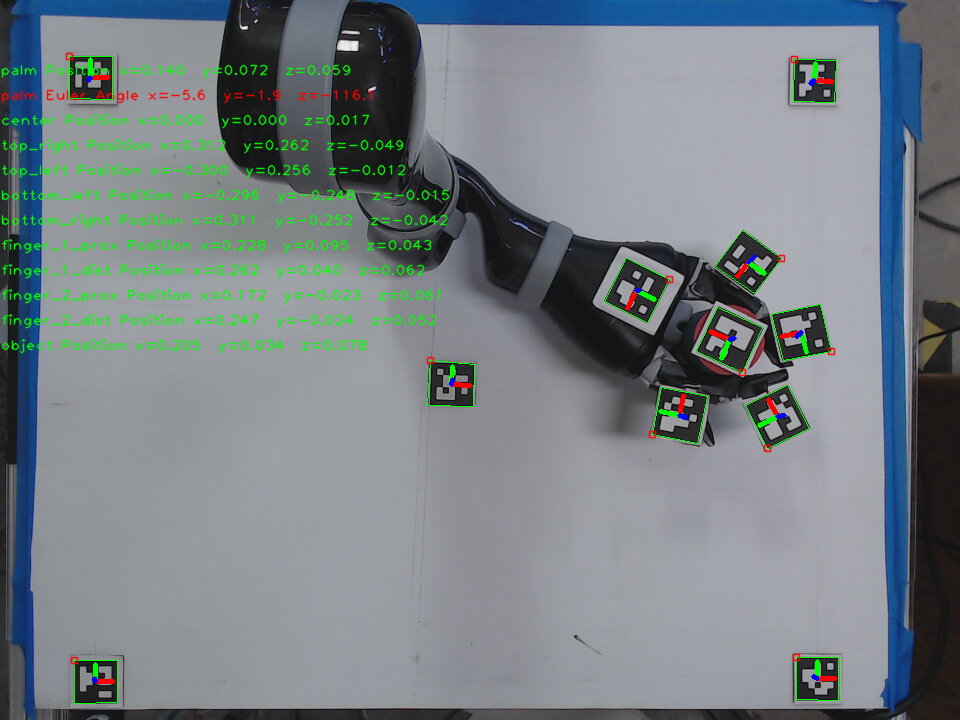 palm Position x=0.140 y=0.072 z=0.059
palm Euler Angle x=-5.6 y=-1.9 z=-116.
center Position x=0.000 y=0.000 z=0.017
top_right Position y=0.262 z=-0.049
top_left Position x=-0.300 y=0.256 z=-0.012
bottom_left Position x=-0.296 y=-0.248 z=-0.015
bottom_right Position x=0.311 y=-0.252 z=-0.042
finger_1_prox Position x=0.228 y=0.095 z=0.043
finger_1_dist Position x=0.262 y=0.040 z=0.062
finger_2_prox Position x=0.172 y=-0.023 z=0.061
finger_2_dist Position x=0.247 y=-0.024 z=0.052
object Position x=0.205 y=0.034 z=0.078